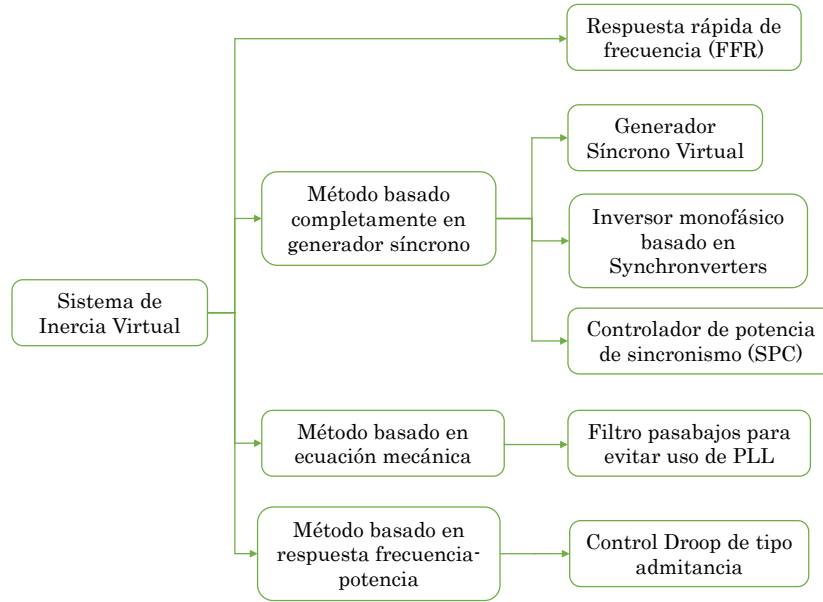 Respuesta rápida de
frecuencia (FFR)
Generador
Síncrono Virtual
Método basado
completamente en
generador síncrono
Inversor monofásico
basado en
Synchronverters
Sistema de
Inercia Virtual
Controlador de potencia
de sincronismo (SPC)
Método basado en
ecuación mecánica
Filtro pasabajos para
evitar uso de PLL
Método basado en
respuesta frecuencia-
potencia
Control Droop de tipo
admitancia